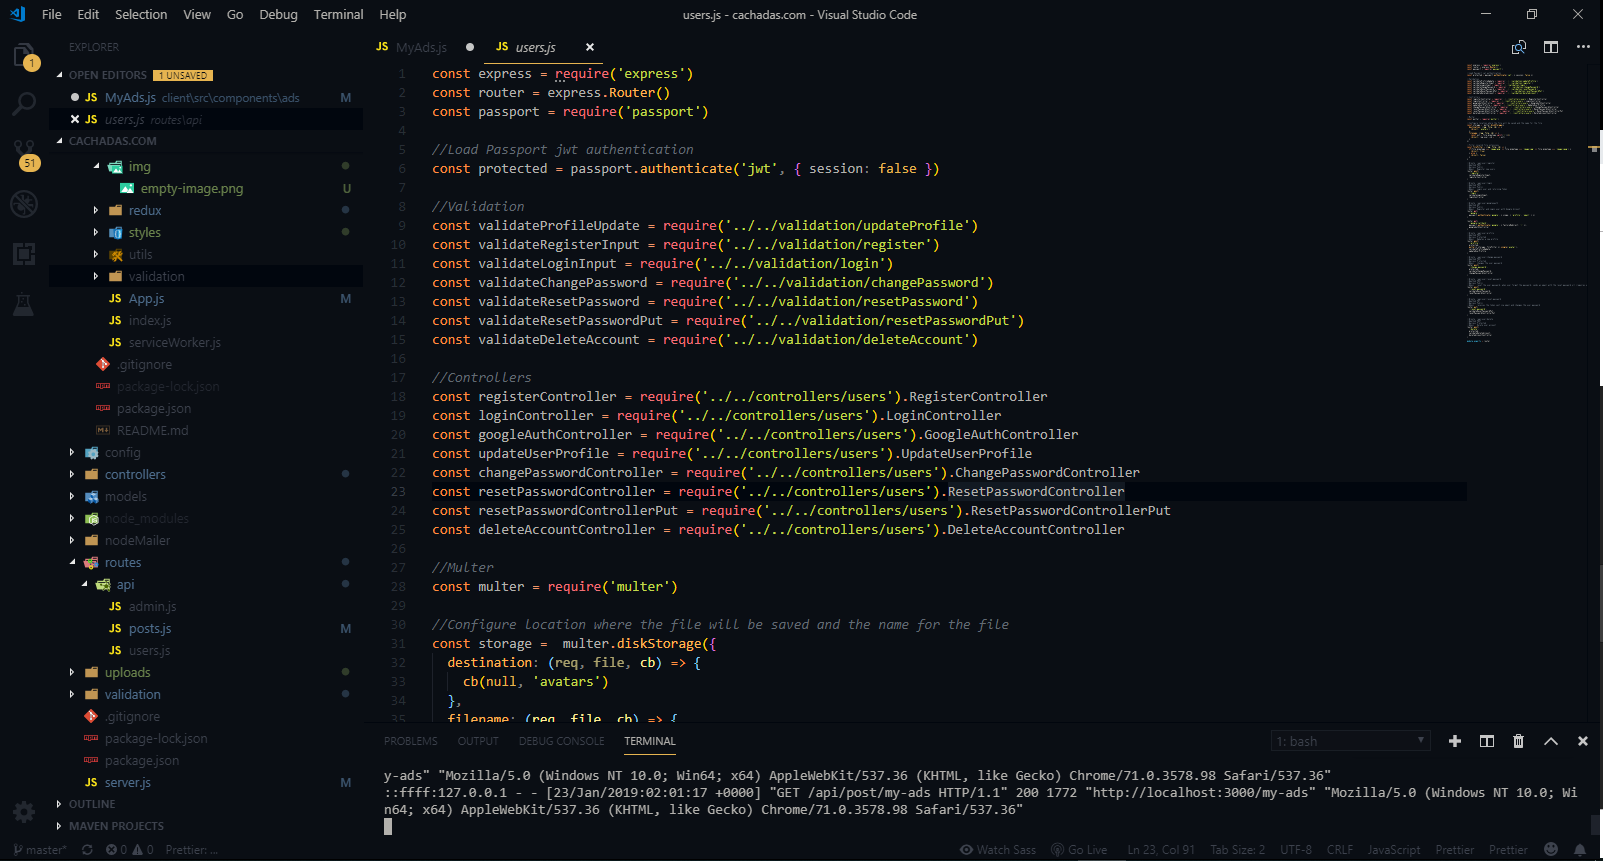 File Edit Selection View Go Debug Terminal Help
users.js - cachadas.com - Visual Studio Code
1
51
EXPLORER
OPEN EDITORS 1 UNSAVED
JS MyAds.js client\src\components\ads M
JS users.js routes\api
CACHADAS.COM
img
empty-image.png U
redux
styles
utils
validation
JS App.js M
JS index.js
JS serviceWorker.js
.gitignore
package-lock.json
package.json
README.md
config
controllers
models
node_modules
nodeMailer
routes
api
JS admin.js
JS posts.js M
JS users.js
uploads
validation
.gitignore
package-lock.json
package.json
JS server.js M
OUTLINE
MAVEN PROJECTS
JS MyAds.js
JS users.js
1 const express = require('express')
2 const router = express.Router()
3 const passport = require('passport')
4
5 //Load Passport jwt authentication
6 const protected = passport.authenticate('jwt', { session: false })
7
8 //Validation
9 const validateProfileUpdate = require('../../validation/updateProfile')
10 const validateRegisterInput = require('../../validation/register')
11 const validateLoginInput = require('../../validation/login')
12 const validateChangePassword = require('../../validation/changePassword')
13 const validateResetPassword = require('../../validation/resetPassword')
14 const validateResetPasswordPut = require('../../validation/resetPasswordPut')
15 const validateDeleteAccount = require('../../validation/deleteAccount')
16
17 //Controllers
18 const registerController = require('../../controllers/users').RegisterController
19 const loginController = require('../../controllers/users').LoginController
20 const googleAuthController = require('../../controllers/users').GoogleAuthController
21 const updateUserProfile = require('../../controllers/users').UpdateUserProfile
22 const changePasswordController = require('../../controllers/users').ChangePasswordController
23 const resetPasswordController = require('../../controllers/users').ResetPasswordController
24 const resetPasswordControllerPut = require('../../controllers/users').ResetPasswordControllerPut
25 const deleteAccountController = require('../../controllers/users').DeleteAccountController
26
27 //Multer
28 const multer = require('multer')
29
30 //Configure location where the file will be saved and the name for the file
31 const storage =  multer.diskStorage({
32 destination: (req, file, cb) => {
33 cb(null, 'avatars')
34 },
35 filename: (req, file, cb) => {
PROBLEMS OUTPUT DEBUG CONSOLE TERMINAL
1: bash
y-ads" "Mozilla/5.0 (Windows NT 10.0; Win64; x64) AppleWebKit/537.36 (KHTML, like Gecko) Chrome/71.0.3578.98 Safari/537.36"
::ffff:127.0.0.1 - - [23/Jan/2019:02:01:17 +0000] "GET /api/post/my-ads HTTP/1.1" 200 1772 "http://localhost:3000/my-ads" "Mozilla/5.0 (Windows NT 10.0; Wi
n64; x64) AppleWebKit/537.36 (KHTML, like Gecko) Chrome/71.0.3578.98 Safari/537.36"
master* 0 0 Prettier: ... Watch Sass Go Live Ln 23, Col 91 Tab Size: 2 UTF-8 CRLF JavaScript Prettier Prettier